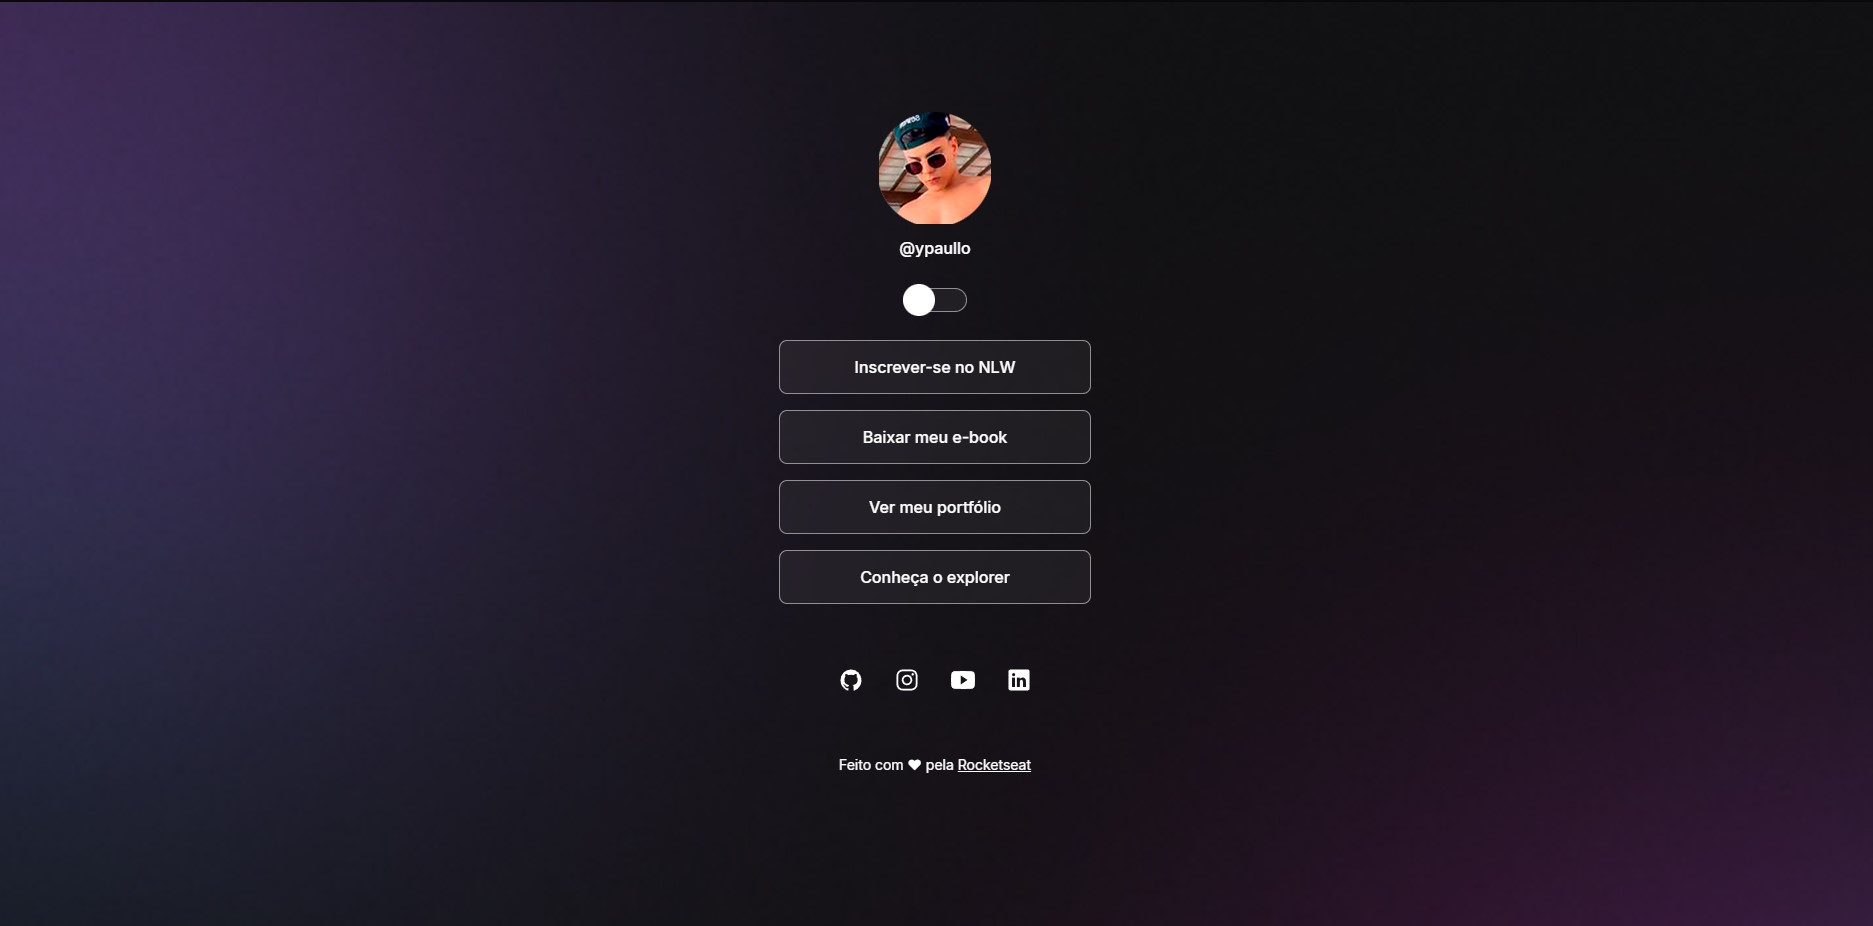 @ypaullo
Inscrever-se no NLW
Baixar meu e-book
Ver meu portfólio
Conheça o explorer
Feito com ♥ pela Rocketseat